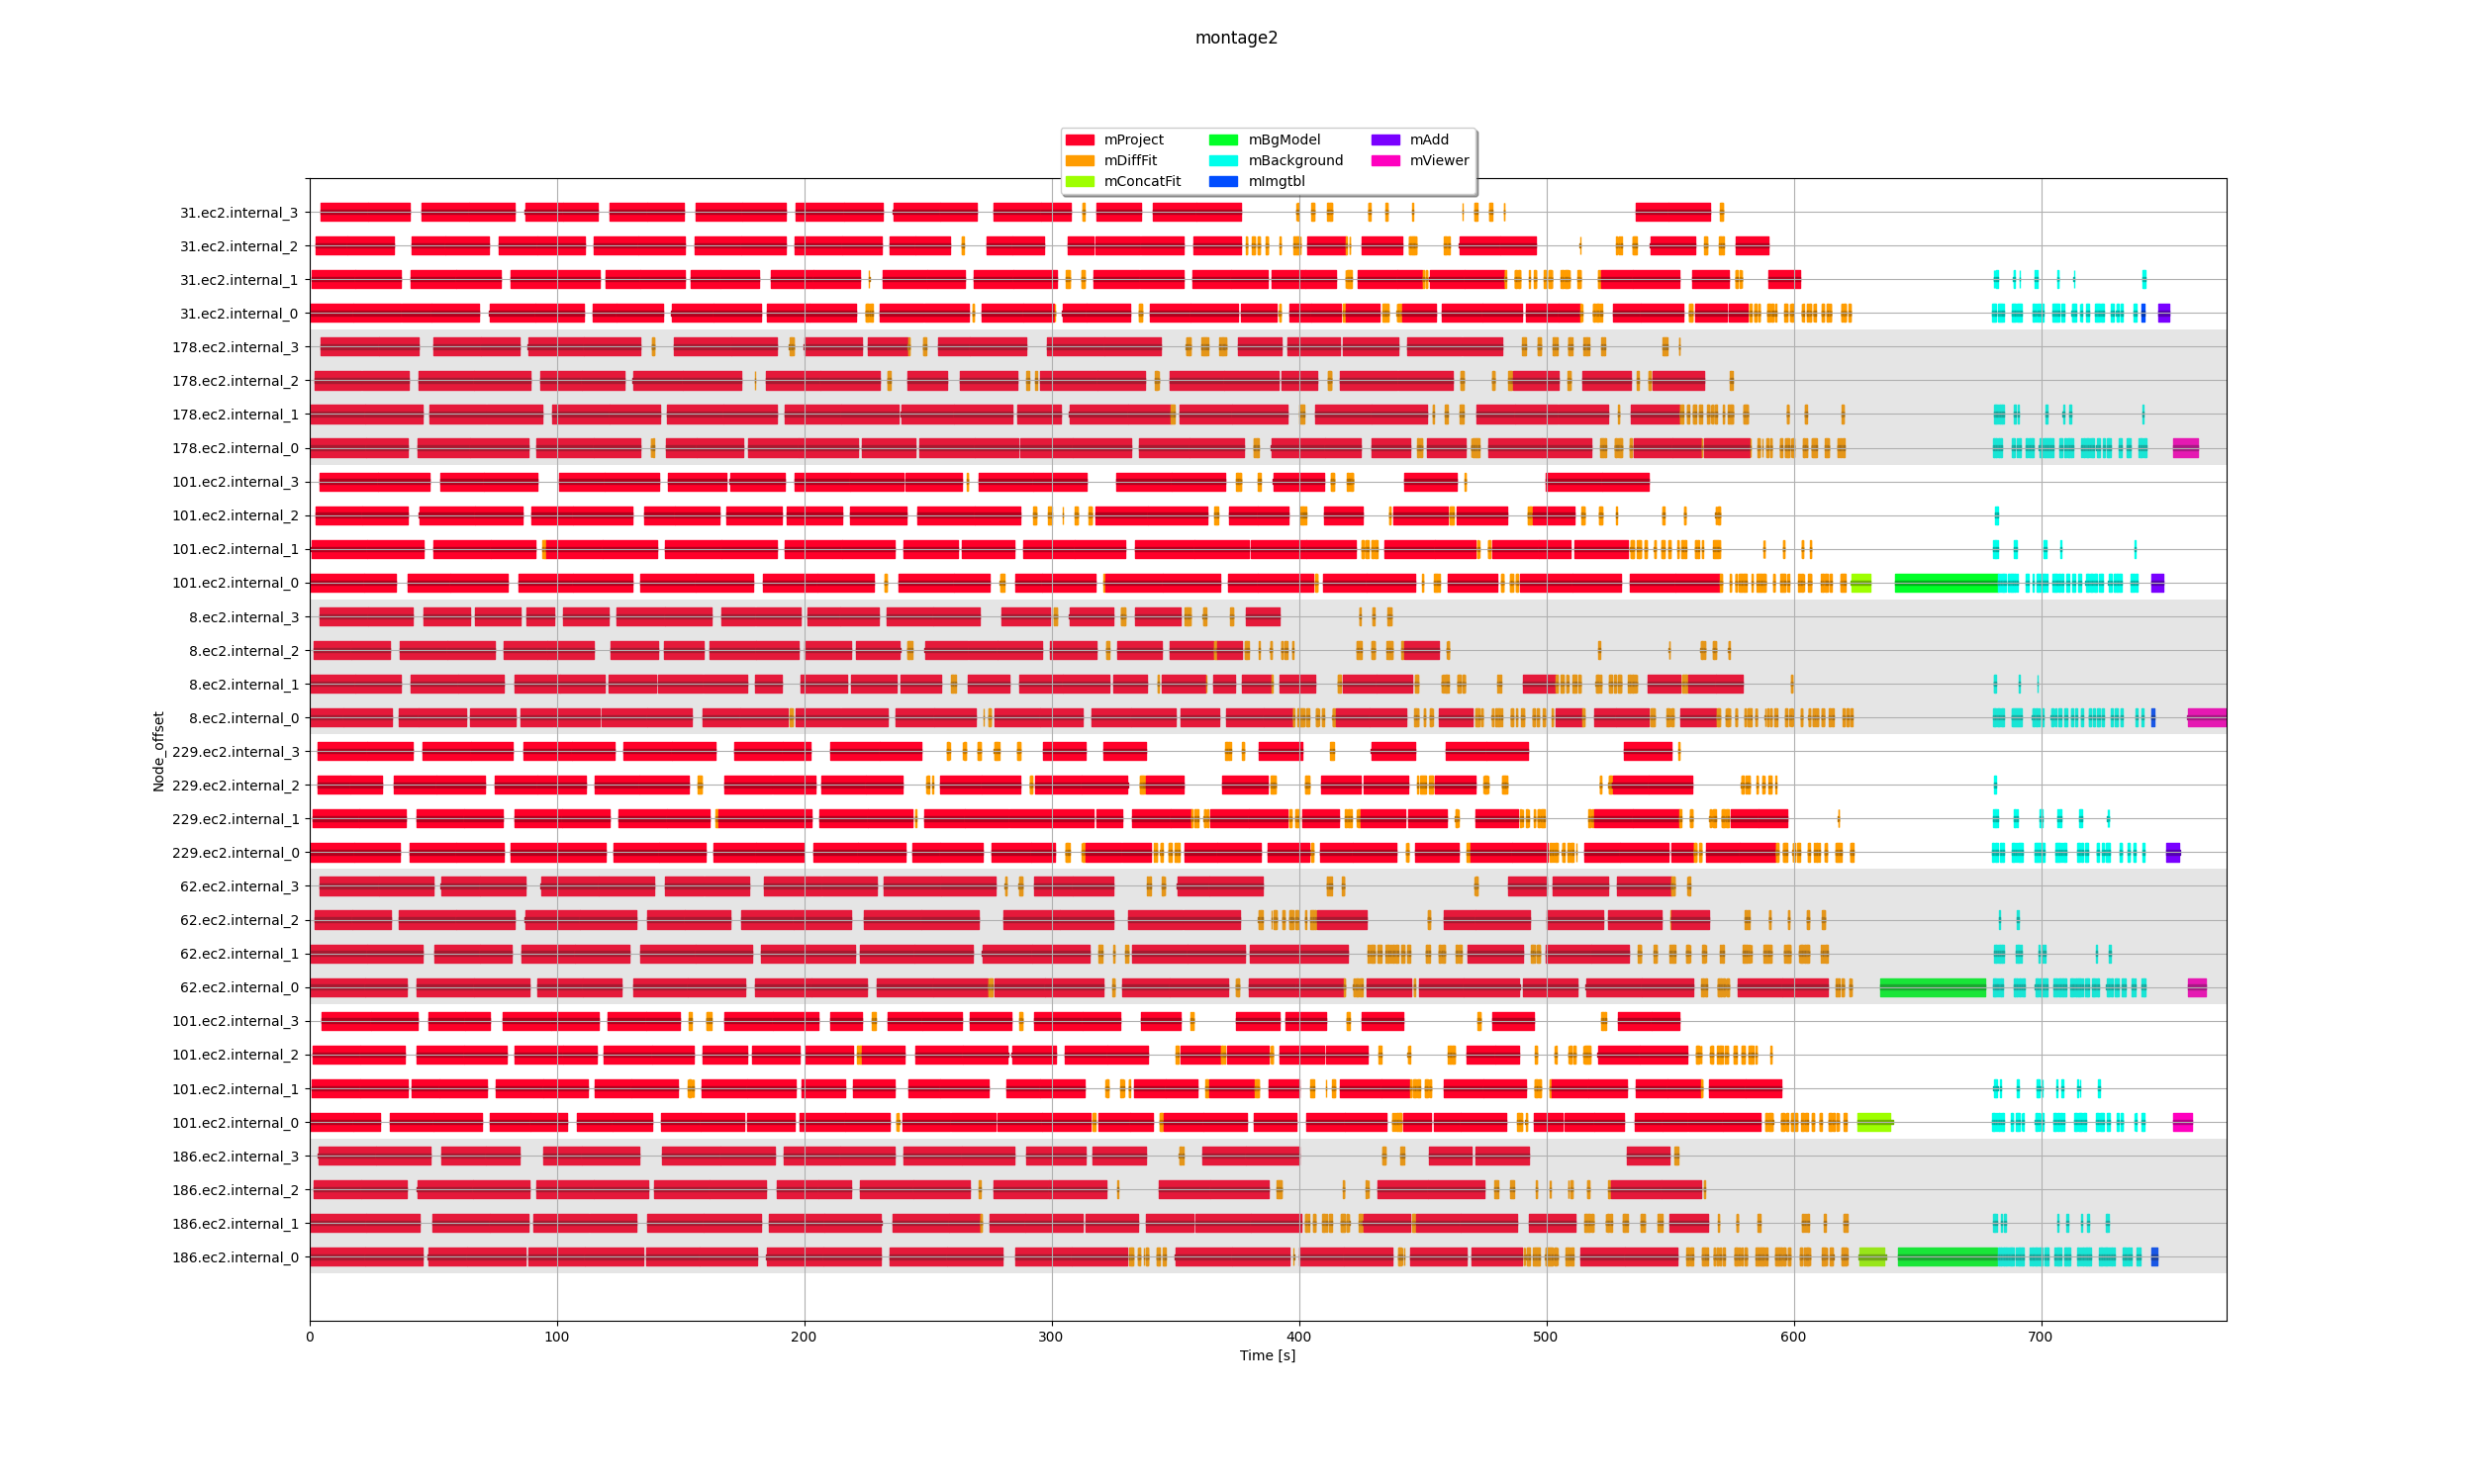 montage2
mProject
mDiffFit
mConcatFit
mBgModel
mBackground
mImgtbl
mAdd
mViewer
31.ec2.internal_3
31.ec2.internal_2
31.ec2.internal_1
31.ec2.internal_0
178.ec2.internal_3
178.ec2.internal_2
178.ec2.internal_1
178.ec2.internal_0
101.ec2.internal_3
101.ec2.internal_2
101.ec2.internal_1
101.ec2.internal_0
8.ec2.internal_3
8.ec2.internal_2
8.ec2.internal_1
8.ec2.internal_0
229.ec2.internal_3
229.ec2.internal_2
229.ec2.internal_1
229.ec2.internal_0
62.ec2.internal_3
62.ec2.internal_2
62.ec2.internal_1
62.ec2.internal_0
101.ec2.internal_3
101.ec2.internal_2
101.ec2.internal_1
101.ec2.internal_0
186.ec2.internal_3
186.ec2.internal_2
186.ec2.internal_1
186.ec2.internal_0
Node_offset
0 100 200 300 400 500 600 700
Time [s]